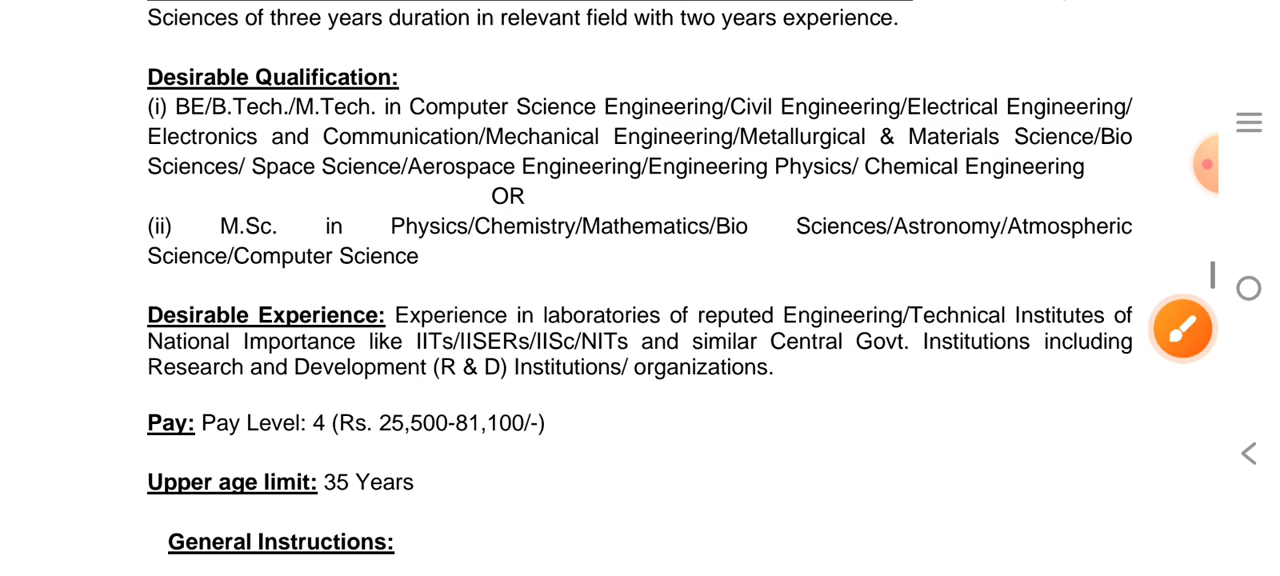 Sciences of three years duration in relevant field with two years experience.
Desirable Qualification:
(i) BE/B.Tech./M.Tech. in Computer Science Engineering/Civil Engineering/Electrical Engineering/
Electronics and Communication/Mechanical Engineering/Metallurgical & Materials Science/Bio
Sciences/ Space Science/Aerospace Engineering/Engineering Physics/ Chemical Engineering
OR
(ii) M.Sc. in Physics/Chemistry/Mathematics/Bio Sciences/Astronomy/Atmospheric
Science/Computer Science
Desirable Experience: Experience in laboratories of reputed Engineering/Technical Institutes of
National Importance like IITs/IISERs/IISc/NITs and similar Central Govt. Institutions including
Research and Development (R & D) Institutions/ organizations.
Pay: Pay Level: 4 (Rs. 25,500-81,100/-)
Upper age limit: 35 Years
General Instructions: